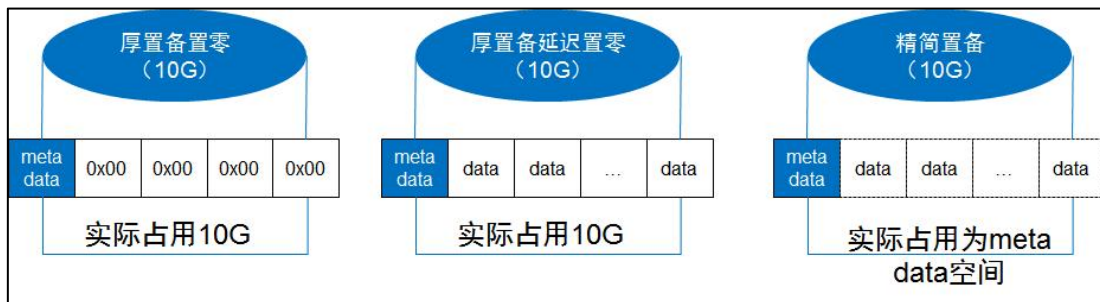 厚置备置零
（10G）
meta data 0x00 0x00 0x00 0x00
实际占用10G
厚置备延迟置零
（10G）
meta data data data ... data
实际占用10G
精简置备
（10G）
meta data data data ... data
实际占用为meta
data空间